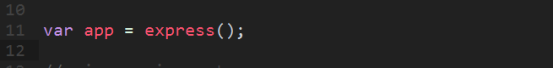 10
11 var app = express();
12